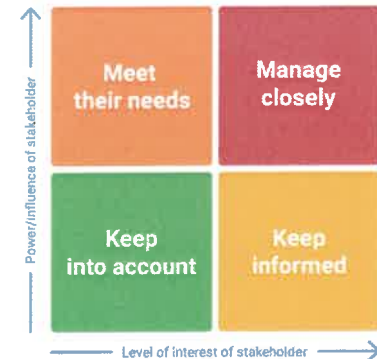 Power/influence of stakeholder
Meet
their needs
Manage
closely
Keep
into account
Keep
informed
Level of interest of stakeholder